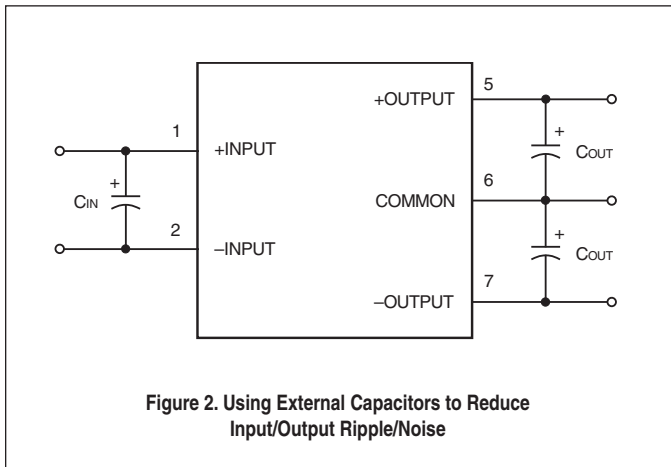 5
+OUTPUT
1
+
+INPUT
COUT
6
+
COMMON
CIN
+
2
COUT
−INPUT
7
−OUTPUT
Figure 2. Using External Capacitors to Reduce
Input/Output Ripple/Noise